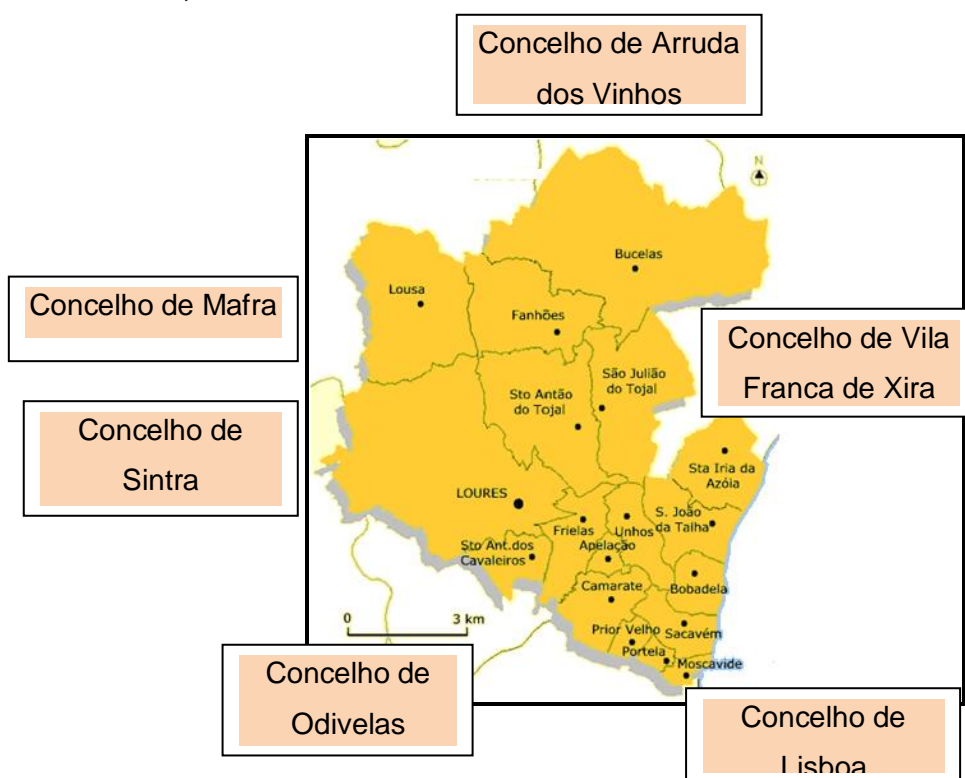 Concelho de Arruda
dos Vinhos
N
Bucelas
Lousa
Concelho de Mafra
Fanhões
Concelho de Vila
Franca de Xira
São Julião
do Tojal
Sto Antão
do Tojal
Concelho de
Sintra
Sta Iria da
Azóia
LOURES
S. João
da Talha
Frielas
Unhos
Apelação
Sto Ant.dos
Cavaleiros
Camarate
Bobadela
0 3 km
Prior Velho
Sacavém
Portela
Moscavide
Concelho de
Odivelas
Concelho de
Lisboa